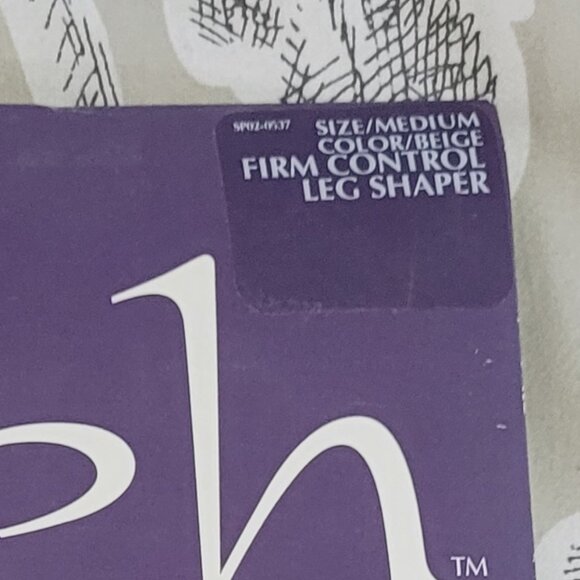 SP02-0537
SIZE/MEDIUM
COLOR/BEIGE
FIRM CONTROL
LEG SHAPER
h
TM